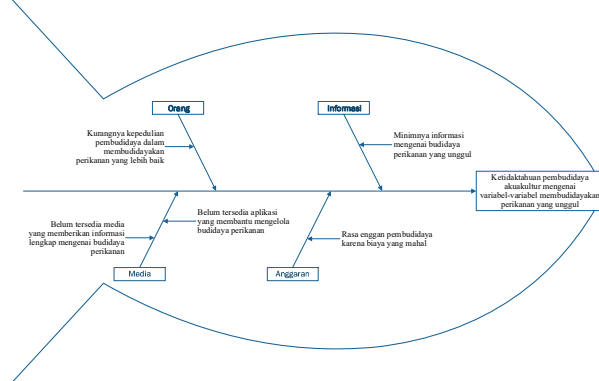 Orang
Informasi
Kurangnya kepedulian
pembudidaya dalam
membudidayakan
perikanan yang lebih baik
Minimnya informasi
mengenai budidaya
perikanan yang unggul
Ketidaktahuan pembudidaya
akuakultur mengenai
variabel-variabel membudidayakan
perikanan yang unggul
Belum tersedia media
yang memberikan informasi
lengkap mengenai budidaya
perikanan
Belum tersedia aplikasi
yang membantu mengelola
budidaya perikanan
Rasa enggan pembudidaya
karena biaya yang mahal
Media
Anggaran